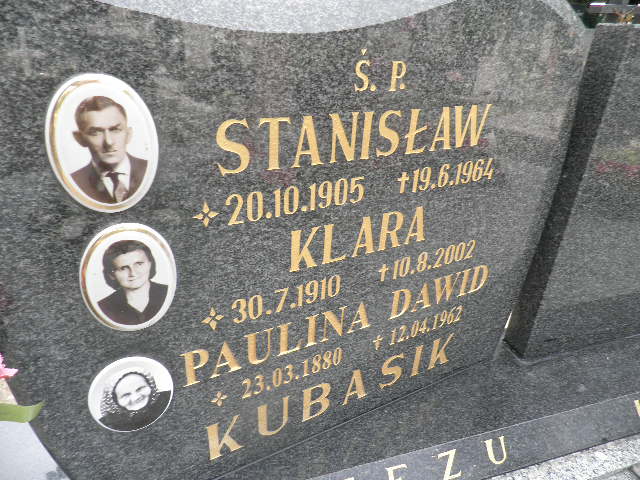 Ś. P.
STANISŁAW
20.10.1905 †19.6.1964
KLARA
30.7.1910 †10.8.2002
PAULINA DAWID
23.03.1880 † 12.04.1962
KUBASIK
EZU